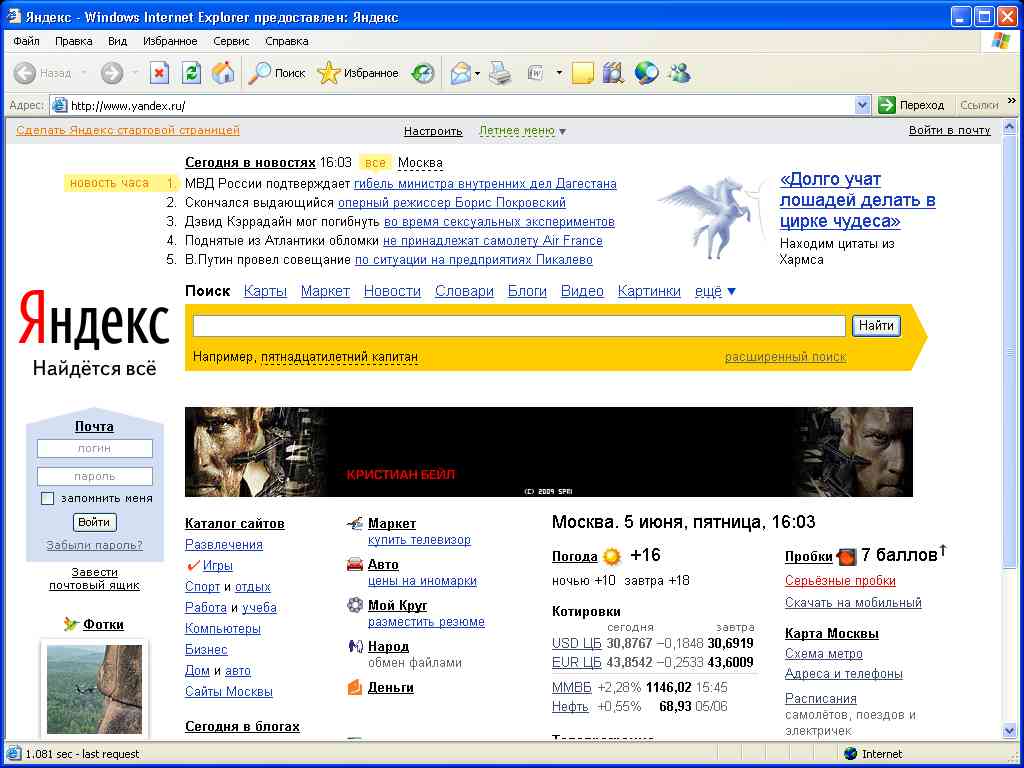 Яндекс - Windows Internet Explorer предоставлен: Яндекс
Файл Правка Вид Избранное Сервис Справка
Назад Поиск Избранное
Адрес: http://www.yandex.ru/ Переход Ссылки »
Сделать Яндекс стартовой страницей Настроить Летнее меню ▼ Войти в почту
Сегодня в новостях 16:03 все Москва
новость часа 1. МВД России подтверждает гибель министра внутренних дел Дагестана
2. Скончался выдающийся оперный режиссер Борис Покровский
3. Дэвид Кэррадайн мог погибнуть во время сексуальных экспериментов
4. Поднятые из Атлантики обломки не принадлежат самолету Air France
5. В.Путин провел совещание по ситуации на предприятиях Пикалево
«Долго учат
лошадей делать в
цирке чудеса»
Находим цитаты из
Хармса
Яндекс
Найдётся всё
Поиск Карты Маркет Новости Словари Блоги Видео Картинки ещё ▼
Найти
Например, пятнадцатилетний капитан расширенный поиск
Почта
логин
пароль
запомнить меня
Войти
Забыли пароль?
Завести
почтовый ящик
Фотки
КРИСТИАН БЕЙЛ
(C) 2009 SPRI
Каталог сайтов
Развлечения
Игры
Спорт и отдых
Работа и учеба
Компьютеры
Бизнес
Дом и авто
Сайты Москвы
Сегодня в блогах
Маркет
купить телевизор
Авто
цены на иномарки
Мой Круг
разместить резюме
Народ
обмен файлами
Деньги
Москва. 5 июня, пятница, 16:03
Погода +16
ночью +10 завтра +18
Котировки
сегодня завтра
USD ЦБ 30,8767 −0,1848 30,6919
EUR ЦБ 43,8542 −0,2533 43,6009
ММВБ +2,28% 1146,02 15:45
Нефть +0,55% 68,93 05/06
Пробки 7 баллов↑
Серьёзные пробки
Скачать на мобильный
Карта Москвы
Схема метро
Адреса и телефоны
Расписания
самолётов, поездов и
электричек
1.081 sec - last request Internet